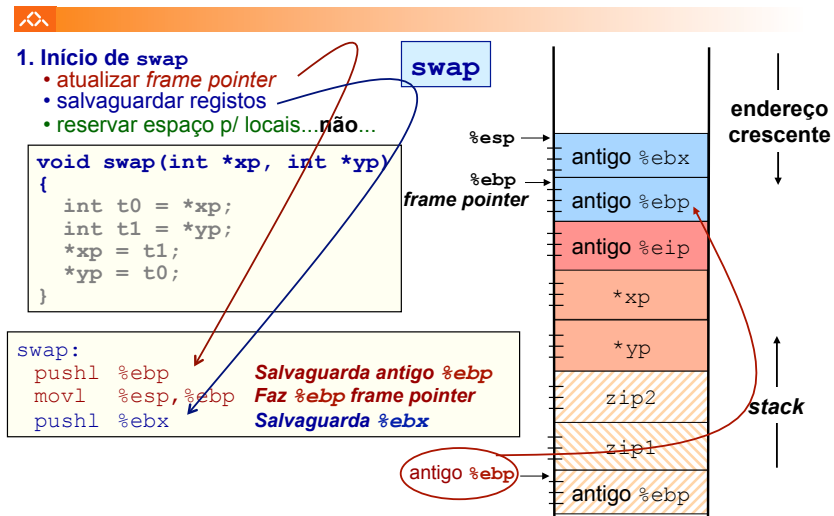 1. Início de swap
• atualizar frame pointer
• salvaguardar registos
• reservar espaço p/ locais...não...
swap
void swap(int *xp, int *yp)
{
int t0 = *xp;
int t1 = *yp;
*xp = t1;
*yp = t0;
}
swap:
pushl %ebp Salvaguarda antigo %ebp
movl %esp,%ebp Faz %ebp frame pointer
pushl %ebx Salvaguarda %ebx
%esp
%ebp
frame pointer
antigo %ebx
antigo %ebp
antigo %eip
*xp
*yp
zip2
zip1
antigo %ebp
antigo %ebp
endereço
crescente
stack